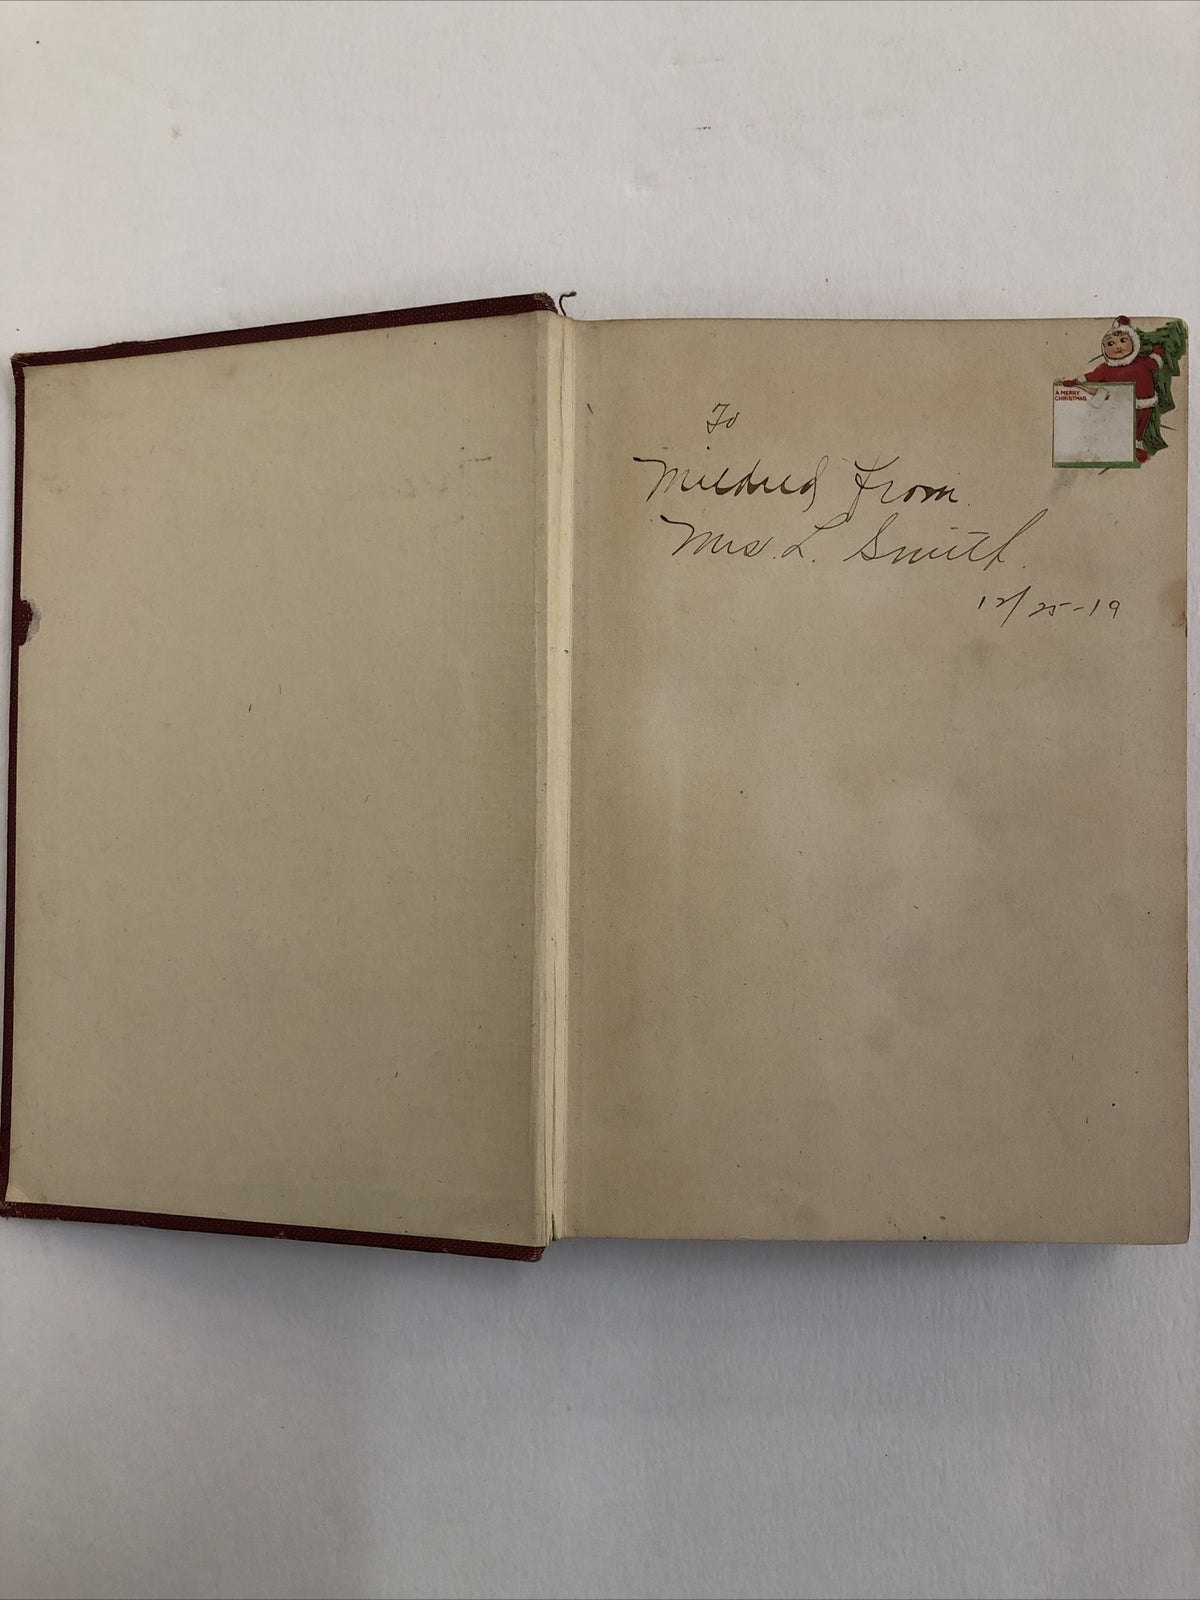 A MERRY
CHRISTMAS
To
Mildred from
Mrs. L. Smith.
12/25-19